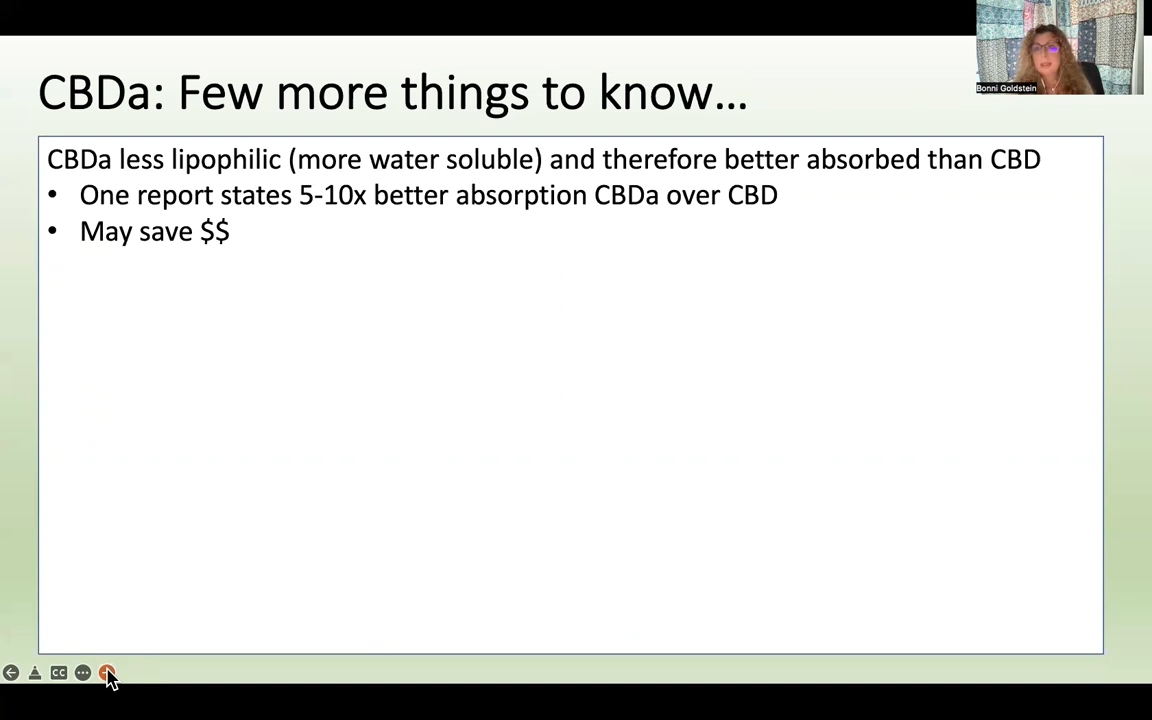 Bonni Goldstein
CBDa: Few more things to know...
CBDa less lipophilic (more water soluble) and therefore better absorbed than CBD
• One report states 5-10x better absorption CBDa over CBD
• May save $$
CC